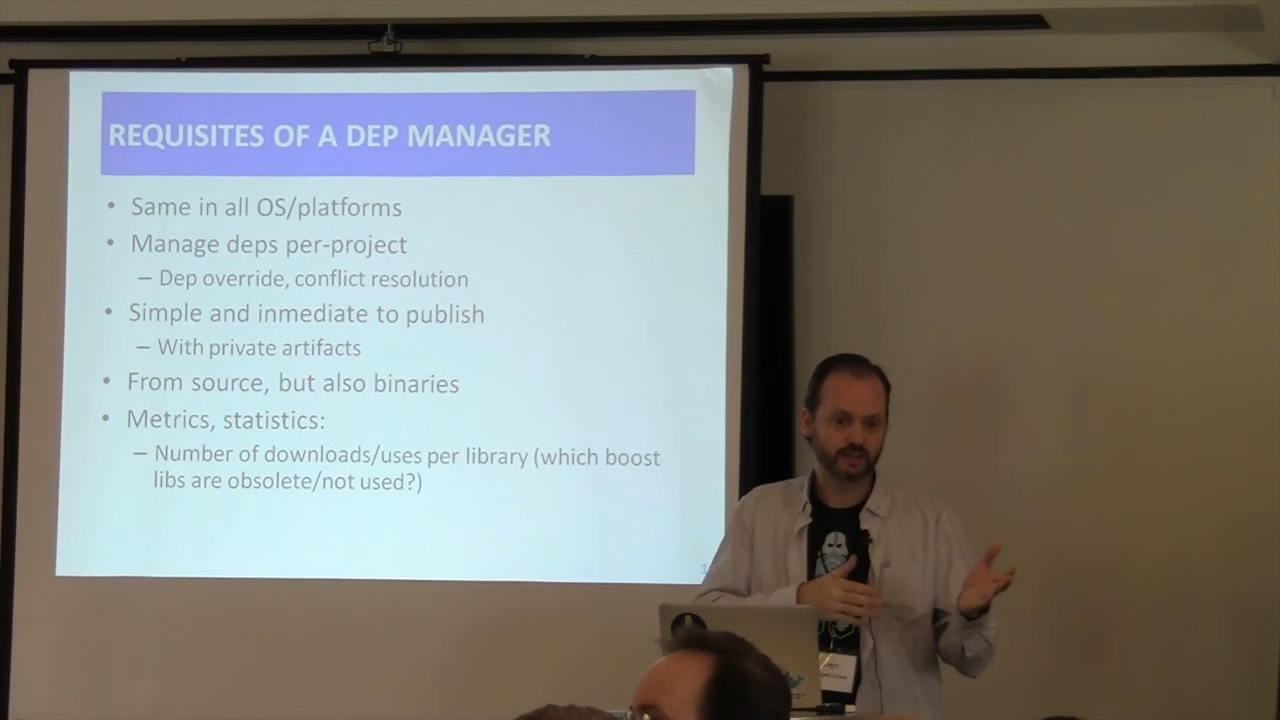 REQUISITES OF A DEP MANAGER
• Same in all OS/platforms
• Manage deps per-project
– Dep override, conflict resolution
• Simple and inmediate to publish
– With private artifacts
• From source, but also binaries
• Metrics, statistics:
– Number of downloads/uses per library (which boost
libs are obsolete/not used?)